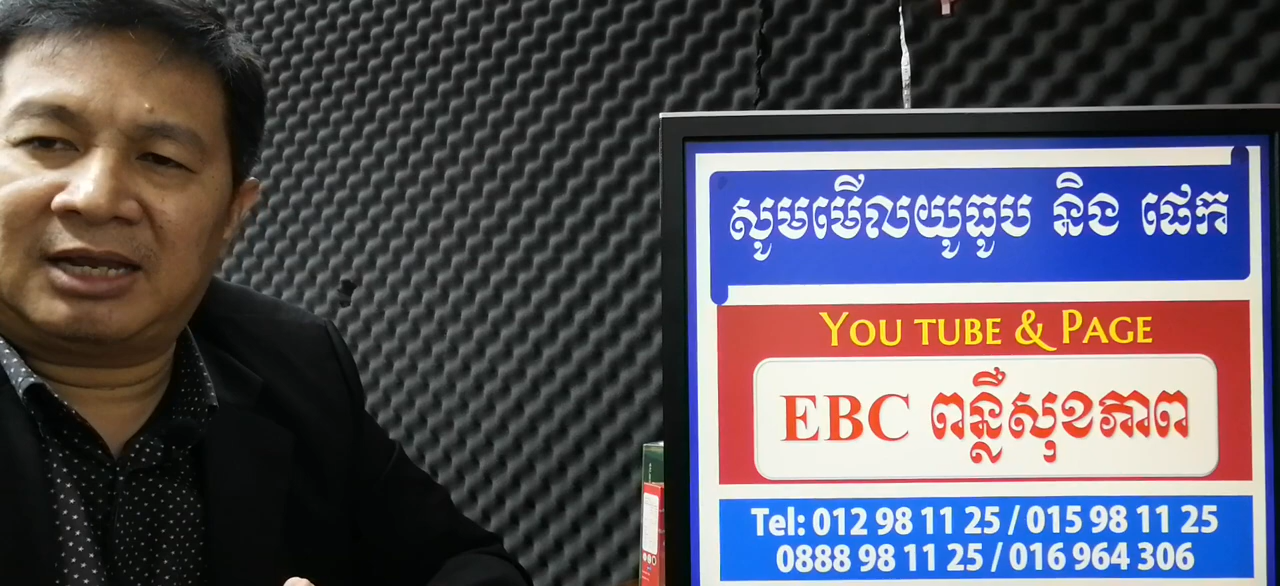 សូមមើលយូធូប និង ផេក
YOU TUBE & PAGE
EBC ពន្លឺសុខភាព
Tel: 012 98 11 25 / 015 98 11 25
0888 98 11 25 / 016 964 306